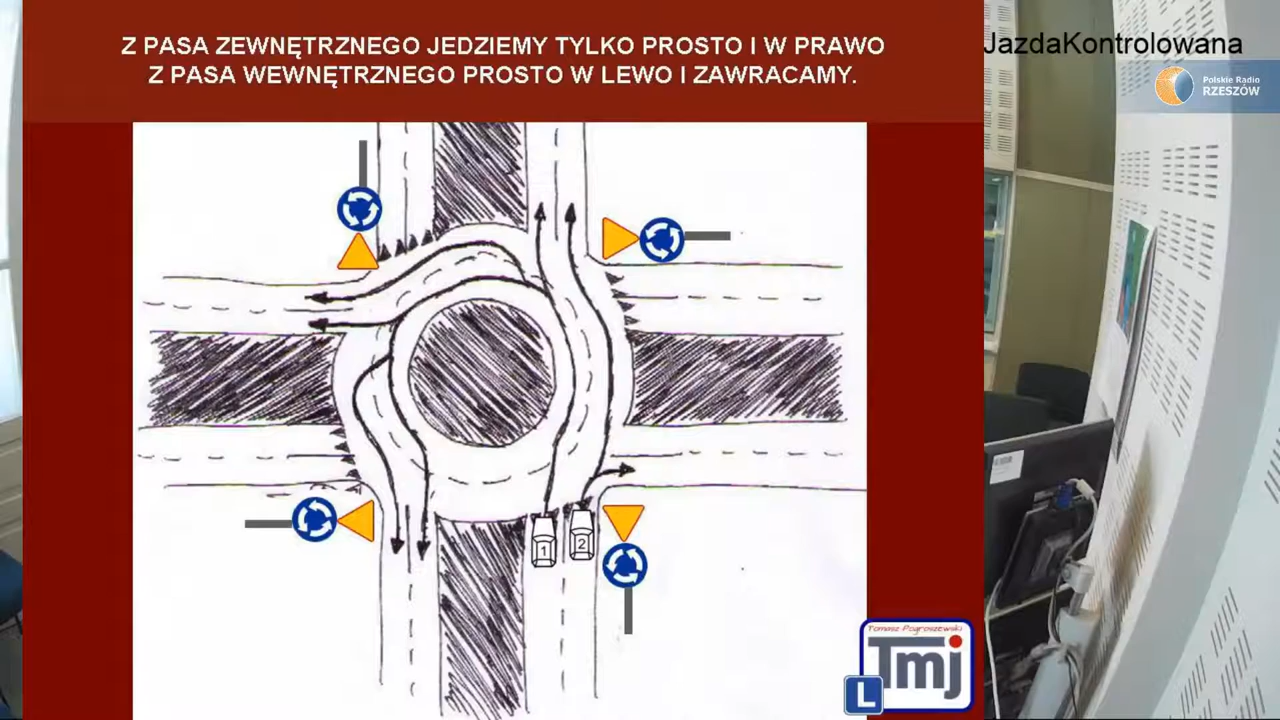 Z PASA ZEWNĘTRZNEGO JEDZIEMY TYLKO PROSTO I W PRAWO
Z PASA WEWNĘTRZNEGO PROSTO W LEWO I ZAWRACAMY.
JazdaKontrolowana
Polskie Radio
RZESZÓW
1
2
Tomasz Pogroszewski
Tmj
L